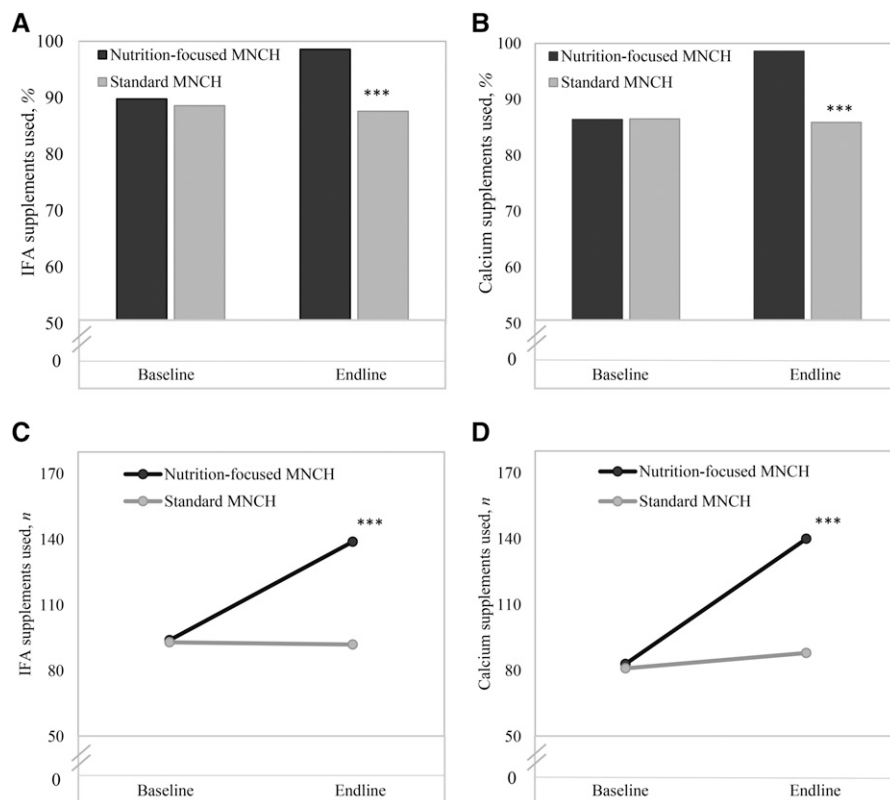 A
IFA supplements used, %
100
90
80
70
60
50
0
Nutrition-focused MNCH
Standard MNCH
***
Baseline
Endline
B
Calcium supplements used, %
100
90
80
70
60
50
0
Nutrition-focused MNCH
Standard MNCH
***
Baseline
Endline
C
IFA supplements used, n
170
140
110
80
50
0
Nutrition-focused MNCH
Standard MNCH
***
Baseline
Endline
D
Calcium supplements used, n
170
140
110
80
50
0
Nutrition-focused MNCH
Standard MNCH
***
Baseline
Endline